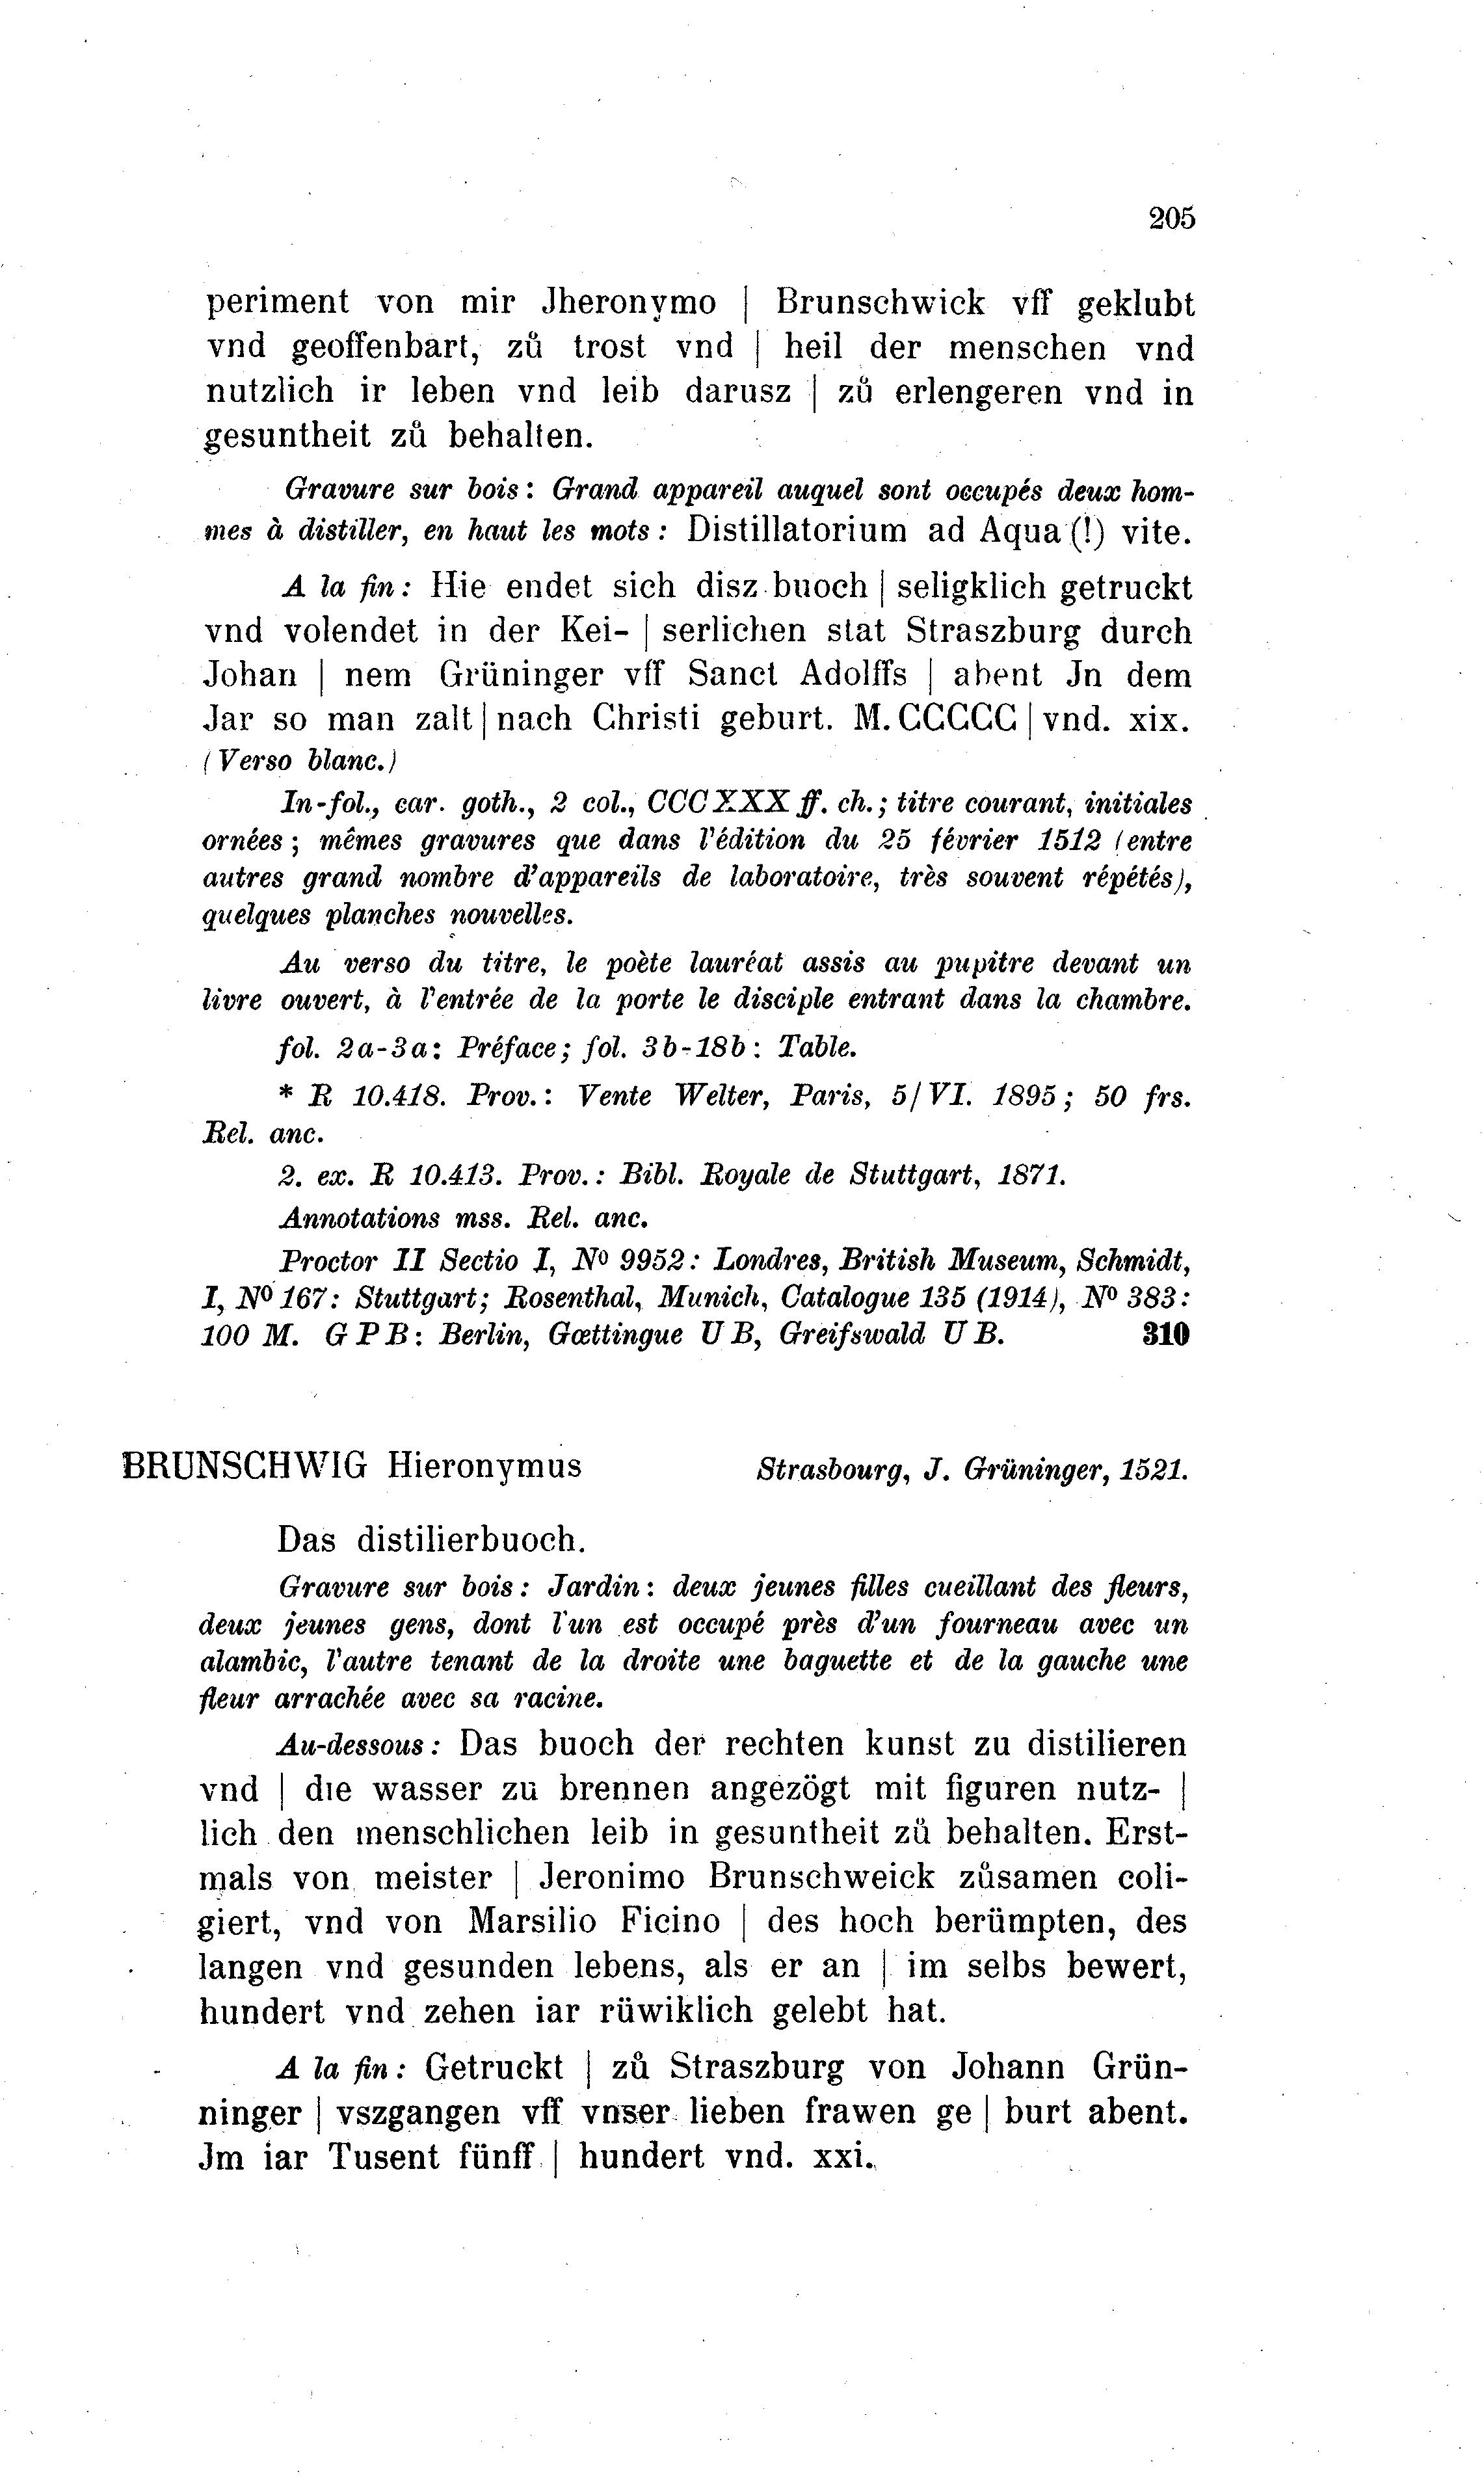 205
periment von mir Jheronymo | Brunschwick vff geklubt
vnd geoffenbart, zů trost vnd | heil der menschen vnd
nutzlich ir leben vnd leib darusz | zů erlengeren vnd in
gesuntheit zů behalten.
Gravure sur bois : Grand appareil auquel sont occupés deux hom-
mes à distiller, en haut les mots : Distillatorium ad Aqua (!) vite.
A la fin : Hie endet sich disz buoch | seligklich getruckt
vnd volendet in der Kei- | serlichen stat Straszburg durch
Johan | nem Grüninger vff Sanct Adolffs | abent Jn dem
Jar so man zalt | nach Christi geburt. M. CCCCC | vnd. xix.
(Verso blanc.)
In-fol., car. goth., 2 col., CCCXXX ff. ch. ; titre courant, initiales
ornées ; mêmes gravures que dans l'édition du 25 février 1512 (entre
autres grand nombre d'appareils de laboratoire, très souvent répétés),
quelques planches nouvelles.
Au verso du titre, le poète lauréat assis au pupitre devant un
livre ouvert, à l'entrée de la porte le disciple entrant dans la chambre.
fol. 2a-3a : Préface ; fol. 3b-18b : Table.
* R 10.418. Prov. : Vente Welter, Paris, 5/VI. 1895 ; 50 frs.
Rel. anc.
2. ex. R 10.413. Prov. : Bibl. Royale de Stuttgart, 1871.
Annotations mss. Rel. anc.
Proctor II Sectio I, Nº 9952 : Londres, British Museum, Schmidt,
I, Nº 167 : Stuttgart ; Rosenthal, Munich, Catalogue 135 (1914), Nº 383 :
100 M. G P B : Berlin, Gœttingue U B, Greifswald U B. 310
BRUNSCHWIG Hieronymus Strasbourg, J. Grüninger, 1521.
Das distilierbuoch.
Gravure sur bois : Jardin : deux jeunes filles cueillant des fleurs,
deux jeunes gens, dont l'un est occupé près d'un fourneau avec un
alambic, l'autre tenant de la droite une baguette et de la gauche une
fleur arrachée avec sa racine.
Au-dessous : Das buoch der rechten kunst zu distilieren
vnd | die wasser zu brennen angezögt mit figuren nutz- |
lich den menschlichen leib in gesuntheit zů behalten. Erst-
mals von meister | Jeronimo Brunschweick zůsamen coli-
giert, vnd von Marsilio Ficino | des hoch berümpten, des
langen vnd gesunden lebens, als er an | im selbs bewert,
hundert vnd zehen iar rüwiklich gelebt hat.
A la fin : Getruckt | zů Straszburg von Johann Grün-
ninger | vszgangen vff vnser lieben frawen ge | burt abent.
Jm iar Tusent fünff | hundert vnd. xxi.